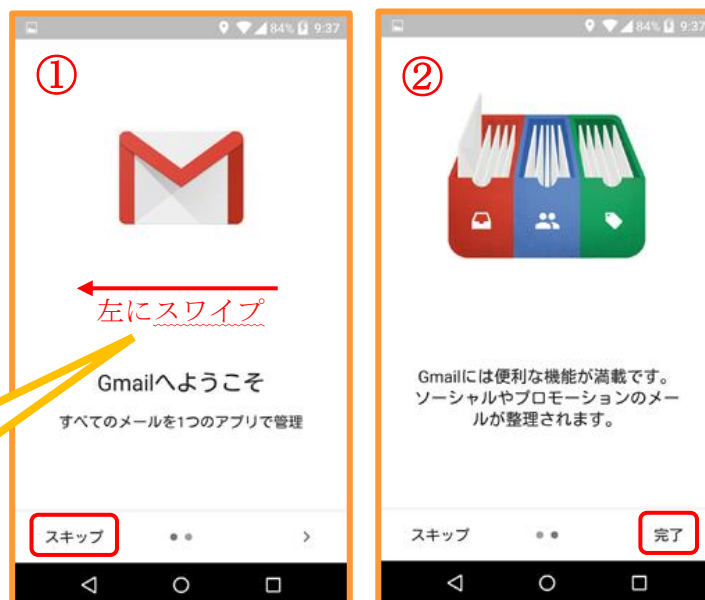 84% 9:37
①
左にスワイプ
Gmailへようこそ
すべてのメールを1つのアプリで管理
スキップ
84% 9:37
②
Gmailには便利な機能が満載です。
ソーシャルやプロモーションのメー
ルが整理されます。
スキップ 完了